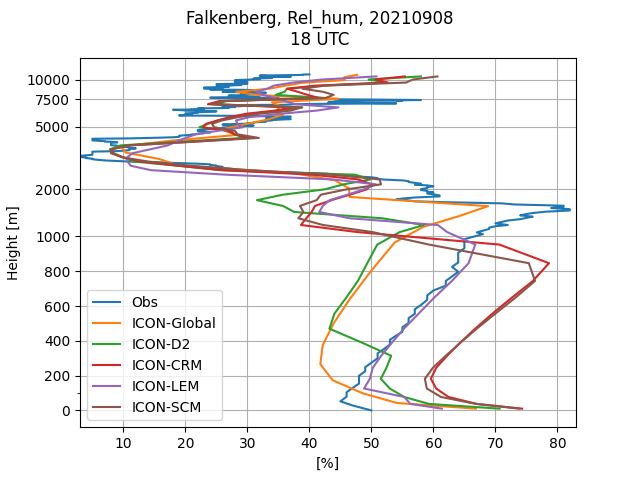 Falkenberg, Rel_hum, 20210908
18 UTC
10000
7500
5000
2000
1000
800
600
400
200
0
Height [m]
Obs
ICON-Global
ICON-D2
ICON-CRM
ICON-LEM
ICON-SCM
10 20 30 40 50 60 70 80
[%]